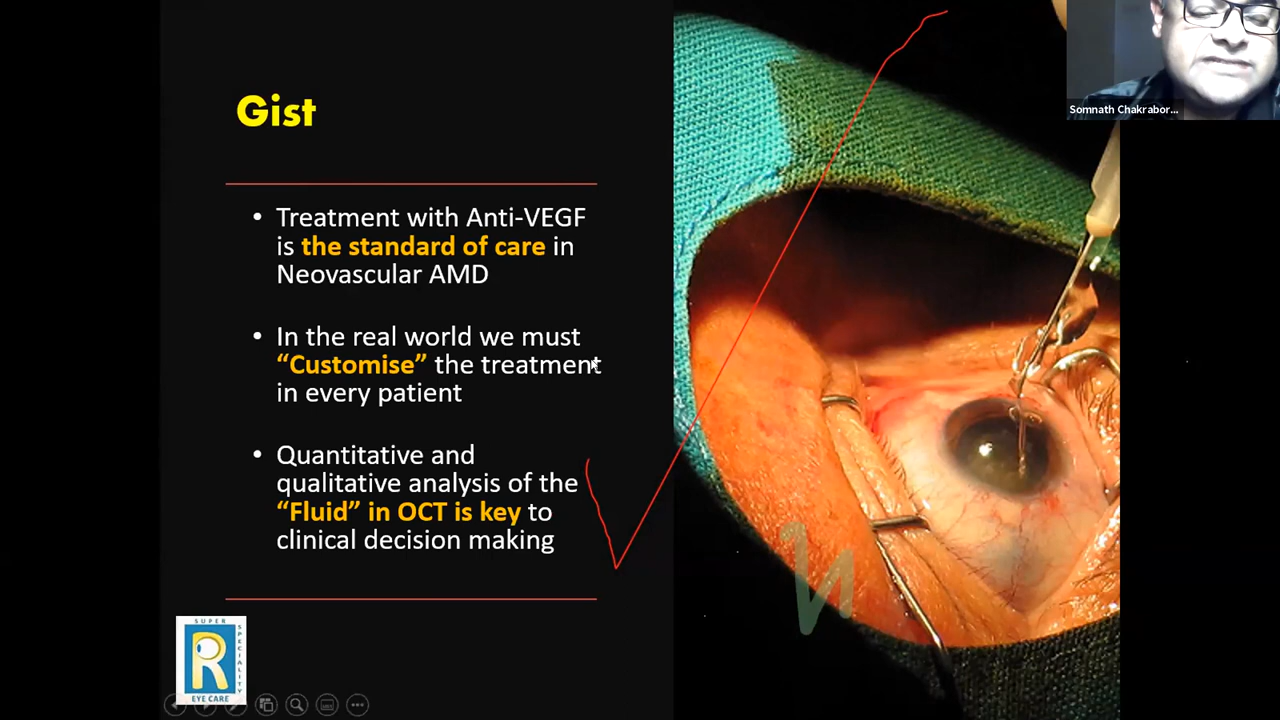 Gist
Somnath Chakrabor...
• Treatment with Anti-VEGF
is the standard of care in
Neovascular AMD
• In the real world we must
“Customise” the treatment
in every patient
• Quantitative and
qualitative analysis of the
“Fluid” in OCT is key to
clinical decision making
SUPER
SPECIALITY
R
EYE CARE